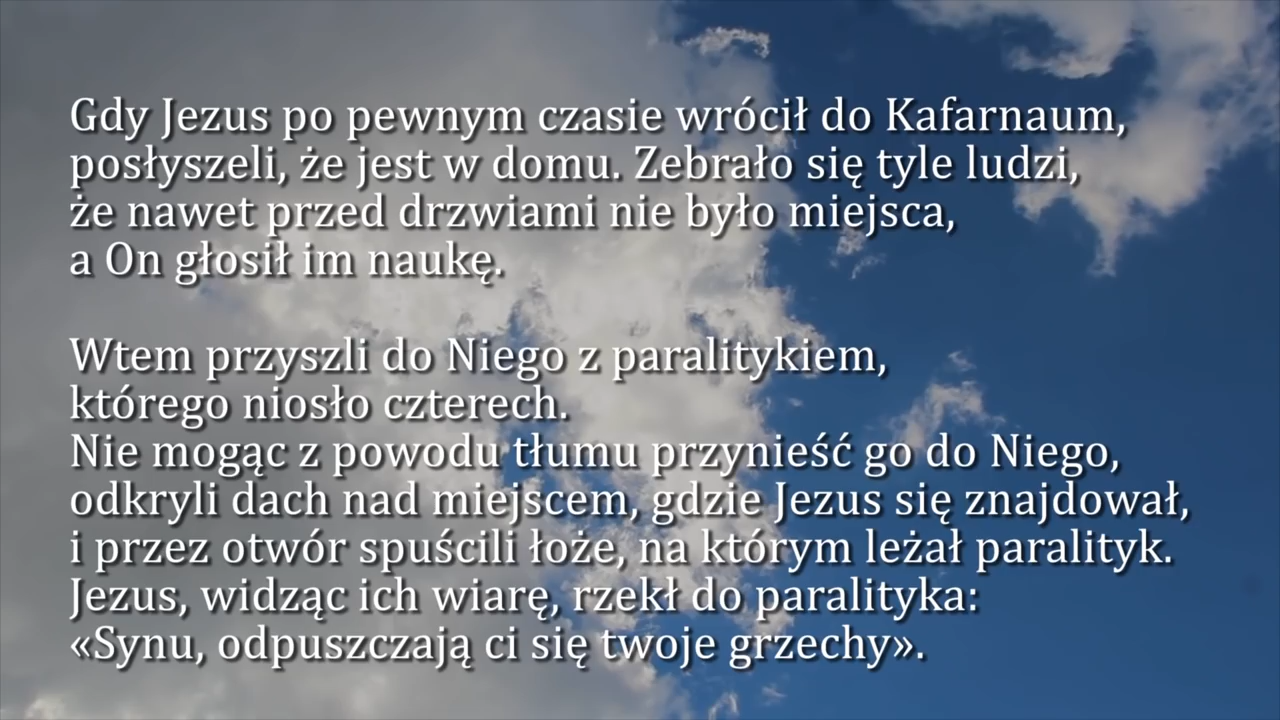 Gdy Jezus po pewnym czasie wrócił do Kafarnaum,
posłyszeli, że jest w domu. Zebrało się tyle ludzi,
że nawet przed drzwiami nie było miejsca,
a On głosił im naukę.
Wtem przyszli do Niego z paralitykiem,
którego niosło czterech.
Nie mogąc z powodu tłumu przynieść go do Niego,
odkryli dach nad miejscem, gdzie Jezus się znajdował,
i przez otwór spuścili łoże, na którym leżał paralityk.
Jezus, widząc ich wiarę, rzekł do paralityka:
«Synu, odpuszczają ci się twoje grzechy».